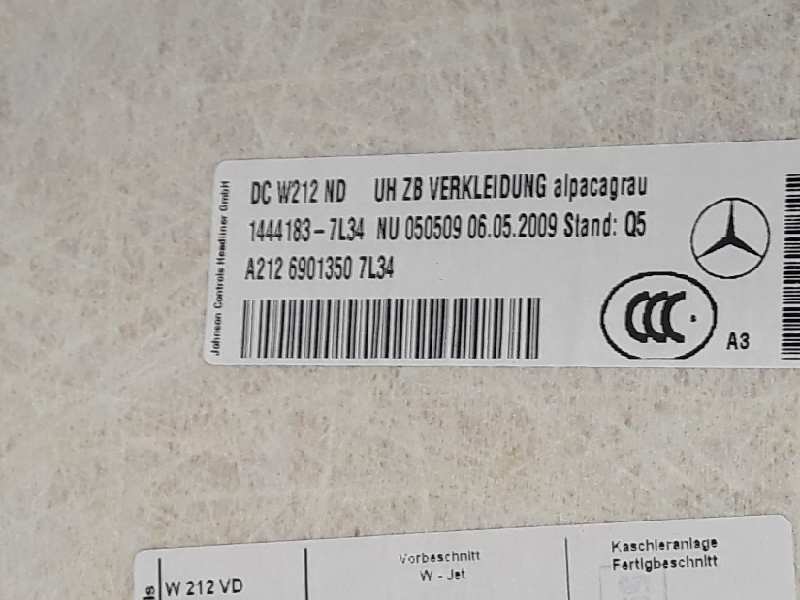 DC W212 ND UH ZB VERKLEIDUNG alpacagrau
1444183-7L34 NU 050509 06.05.2009 Stand: Q5
A212 6901350 7L34
Johnson Controls Headliner GmbH
CCC
A3
W 212 VD
Vorbeschnitt
W - Jet
Kaschieranlage
Fertigbeschnitt